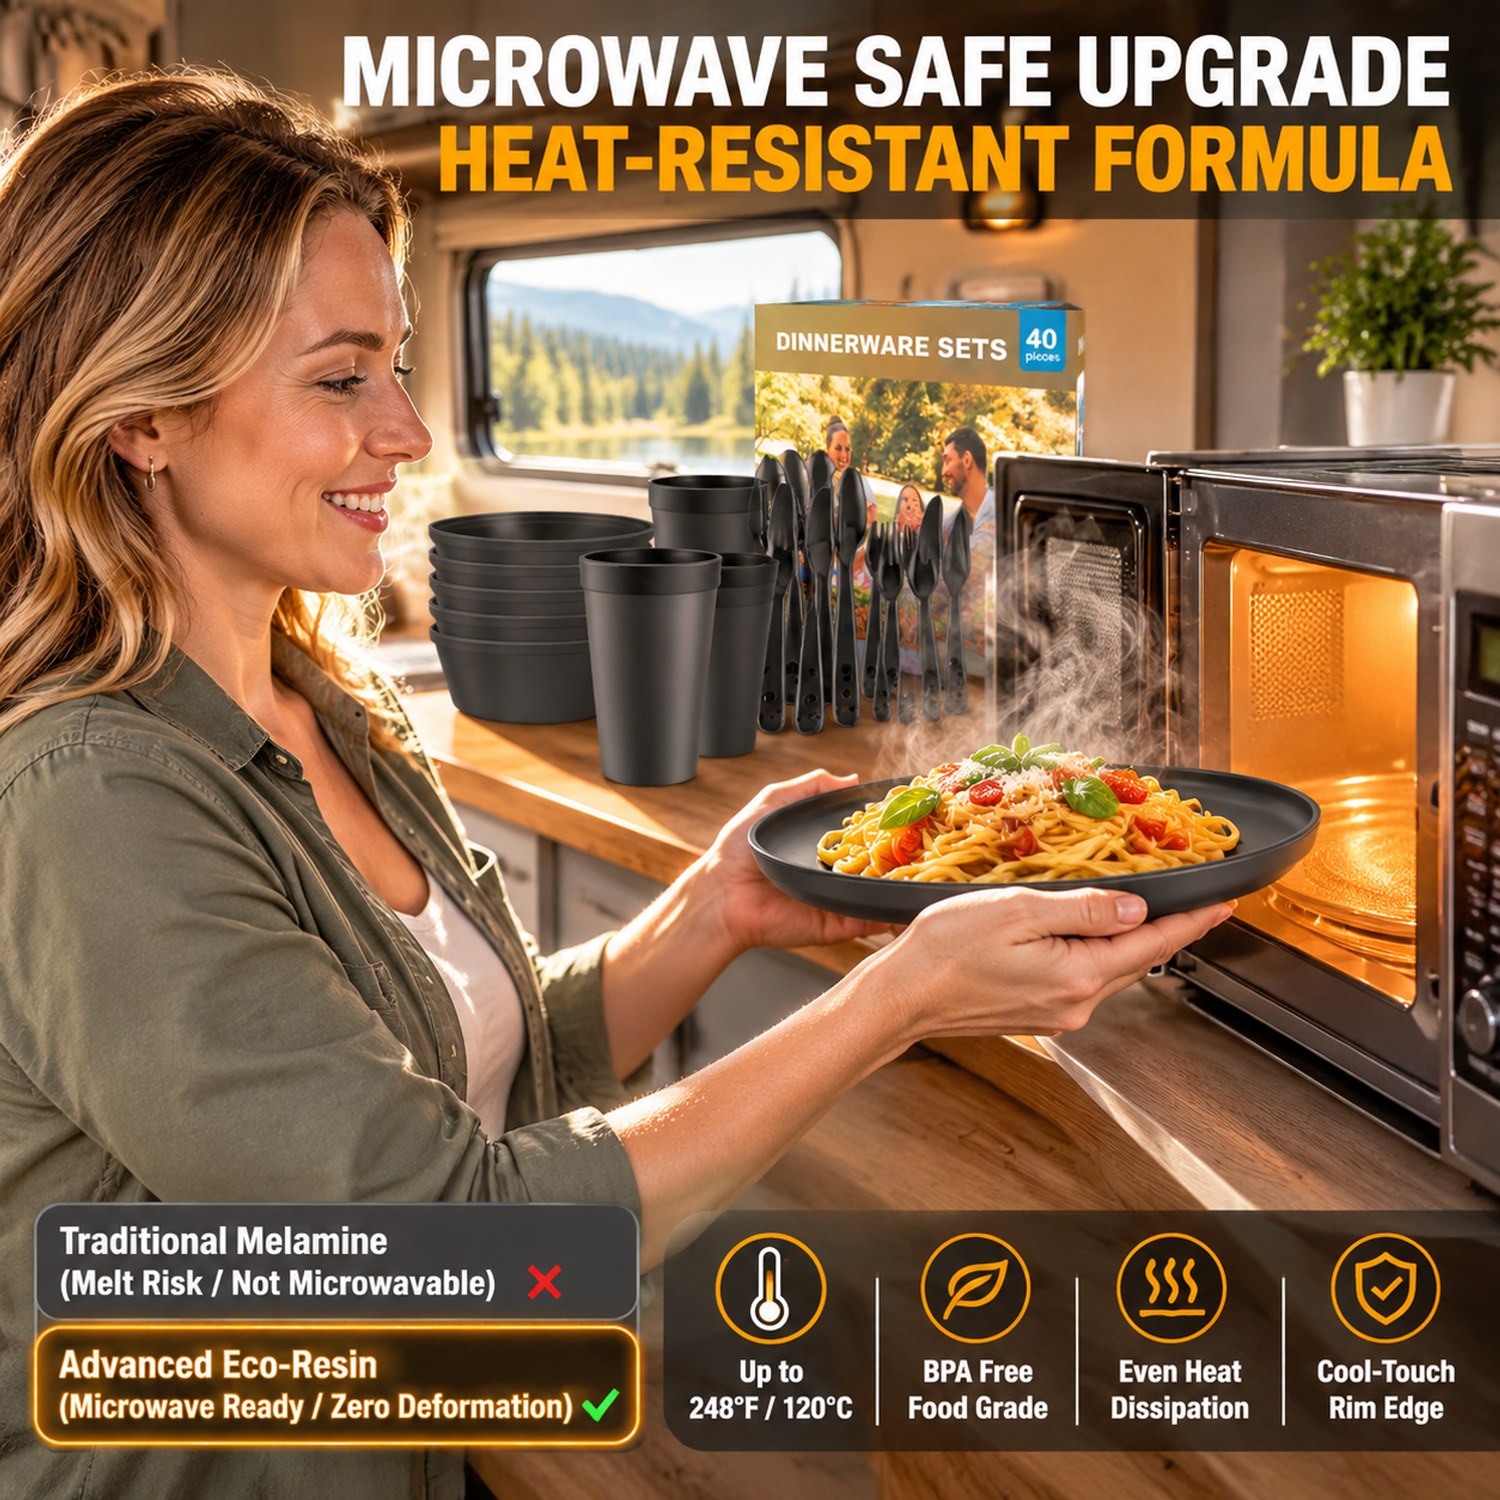 MICROWAVE SAFE UPGRADE
HEAT-RESISTANT FORMULA
DINNERWARE SETS
40
pieces
Traditional Melamine
(Melt Risk / Not Microwavable)
Advanced Eco-Resin
(Microwave Ready / Zero Deformation)
Up to
248°F / 120°C
BPA Free
Food Grade
Even Heat
Dissipation
Cool-Touch
Rim Edge